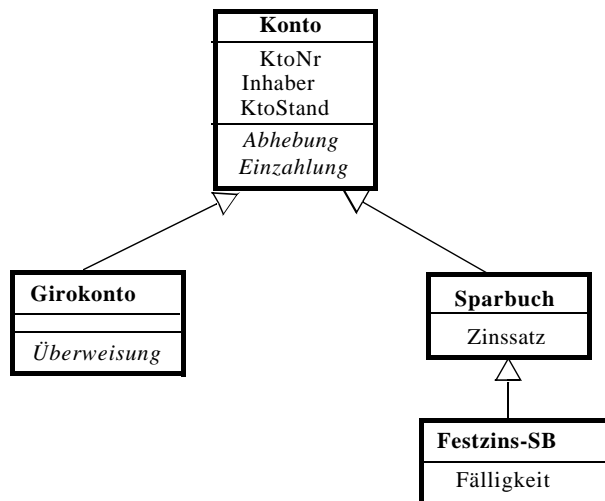 Konto
KtoNr
Inhaber
KtoStand
Abhebung
Einzahlung
Girokonto
Überweisung
Sparbuch
Zinssatz
Festzins-SB
Fälligkeit